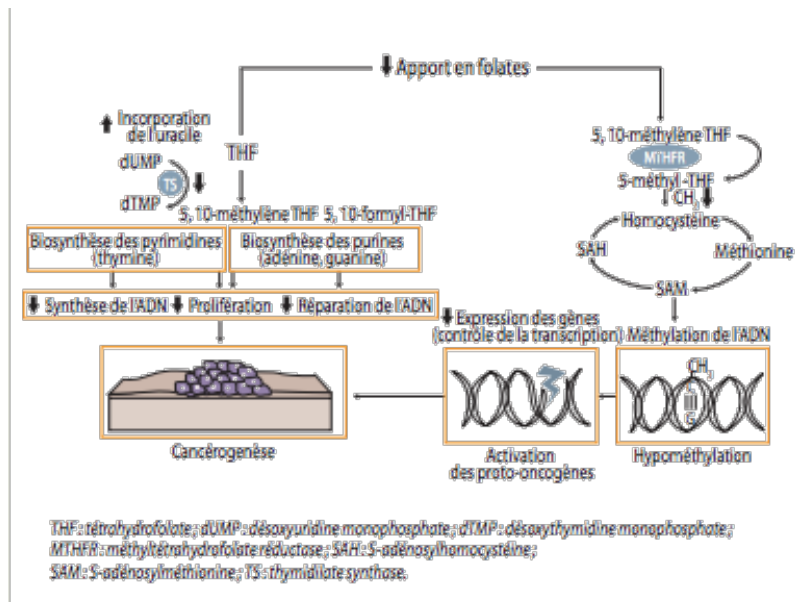 Apport en folates
Incorporation
de l'uracile
dUMP
TS
dTMP
THF
5, 10-méthylène THF
5, 10-formyl-THF
Biosynthèse des pyrimidines
(thymine)
Biosynthèse des purines
(adénine, guanine)
Synthèse de l'ADN
Prolifération
Réparation de l'ADN
Cancérogenèse
5, 10-méthylène THF
MTHFR
5-méthyl-THF
CH3
Homocystéine
SAH
Méthionine
SAM
Expression des gènes
(contrôle de la transcription)
Méthylation de l'ADN
CH3
G
Activation
des proto-oncogènes
Hypométhylation
THF : tétrahydrofolate ; dUMP : désoxyuridine monophosphate ; dTMP : désoxythymidine monophosphate ;
MTHFR : méthyltétrahydrofolate réductase ; SAH : S-adénosylhomocystéine ;
SAM : S-adénosylméthionine ; TS : thymidilate synthase.